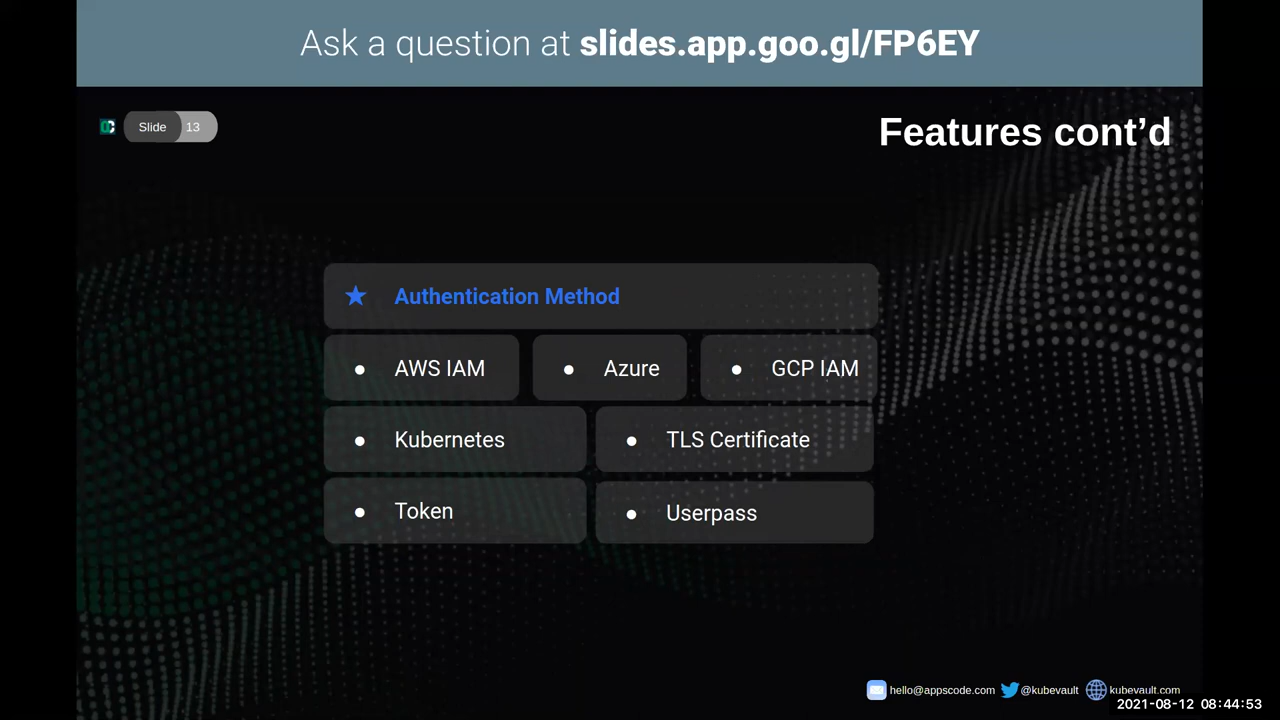 Ask a question at slides.app.goo.gl/FP6EY
Slide 13
Features cont’d
★ Authentication Method
● AWS IAM ● Azure ● GCP IAM
● Kubernetes ● TLS Certificate
● Token ● Userpass
hello@appscode.com @kubevault kubevault.com
2021-08-12 08:44:53